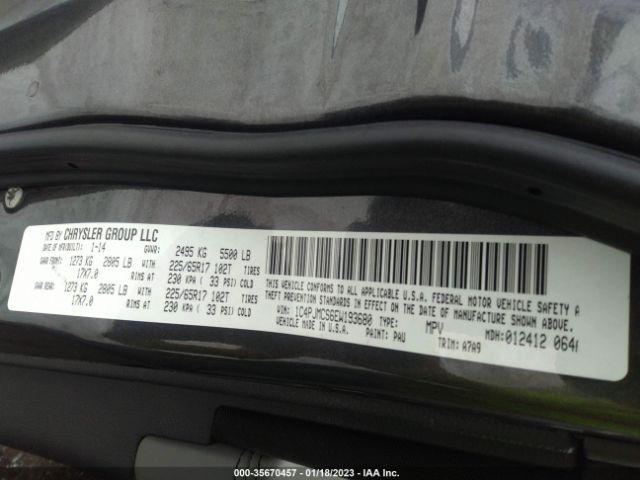 MFD BY CHRYSLER GROUP LLC
DATE OF MFR(BUILT): 1-14 GVWR: 2495 KG 5500 LB
GAWR FRONT: 1273 KG 2805 LB WITH 225/65R17 102T TIRES
17X7.0 RIMS AT 230 KPA ( 33 PSI) COLD
GAWR REAR: 1273 KG 2805 LB WITH 225/65R17 102T TIRES
17X7.0 RIMS AT 230 KPA ( 33 PSI) COLD
THIS VEHICLE CONFORMS TO ALL APPLICABLE U.S.A. FEDERAL MOTOR VEHICLE SAFETY A
THEFT PREVENTION STANDARDS IN EFFECT ON THE DATE OF MANUFACTURE SHOWN ABOVE.
VIN: 1C4PJMCS6EW193680 TYPE: MPV MDH:012412 064
VEHICLE MADE IN U.S.A. PAINT: PAU TRIM: A7A9
000-35670457 - 01/18/2023 - IAA Inc.